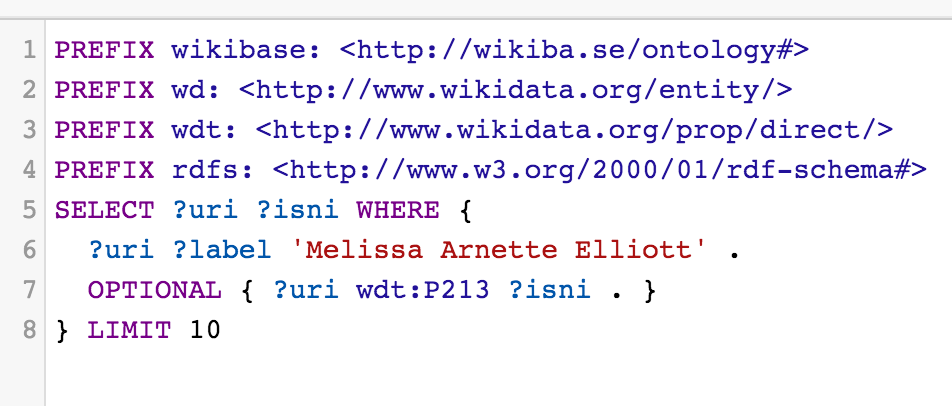 1 PREFIX wikibase: <http://wikiba.se/ontology#>
2 PREFIX wd: <http://www.wikidata.org/entity/>
3 PREFIX wdt: <http://www.wikidata.org/prop/direct/>
4 PREFIX rdfs: <http://www.w3.org/2000/01/rdf-schema#>
5 SELECT ?uri ?isni WHERE {
6   ?uri ?label 'Melissa Arnette Elliott' .
7   OPTIONAL { ?uri wdt:P213 ?isni . }
8 } LIMIT 10